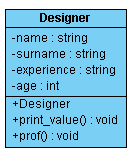 Designer
-name : string
-surname : string
-experience : string
-age : int
+Designer
+print_value() : void
+prof() : void